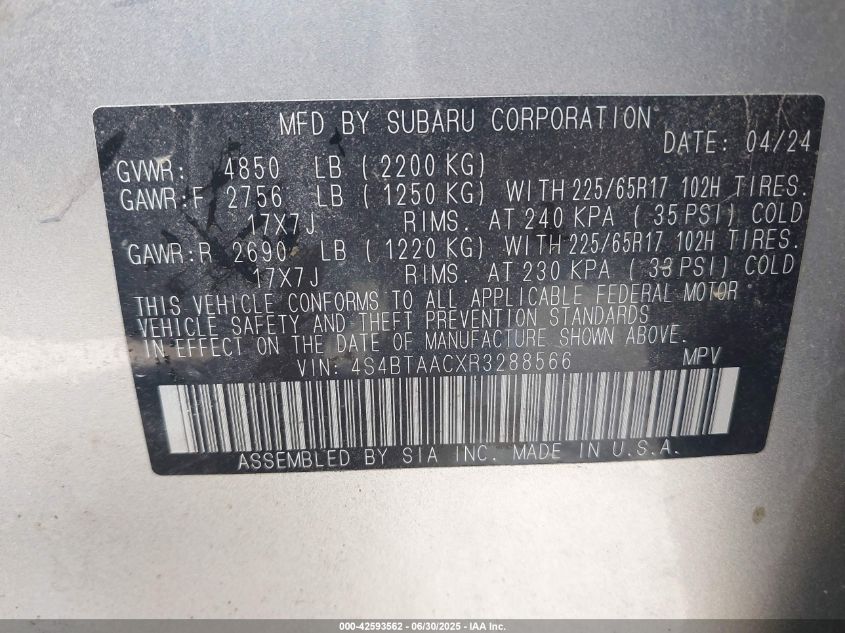 MFD BY SUBARU CORPORATION
DATE: 04/24
GVWR: 4850 LB (2200 KG)
GAWR:F 2756 LB (1250 KG) WITH 225/65R17 102H TIRES.
17X7J RIMS. AT 240 KPA (35 PSI) COLD
GAWR:R 2690 LB (1220 KG) WITH 225/65R17 102H TIRES.
17X7J RIMS. AT 230 KPA (33 PSI) COLD
THIS VEHICLE CONFORMS TO ALL APPLICABLE FEDERAL MOTOR
VEHICLE SAFETY AND THEFT PREVENTION STANDARDS
IN EFFECT ON THE DATE OF MANUFACTURE SHOWN ABOVE.
VIN: 4S4BTAACXR3288566 MPV
ASSEMBLED BY SIA INC. MADE IN U.S.A.
000-42593562 - 06/30/2025 - IAA Inc.